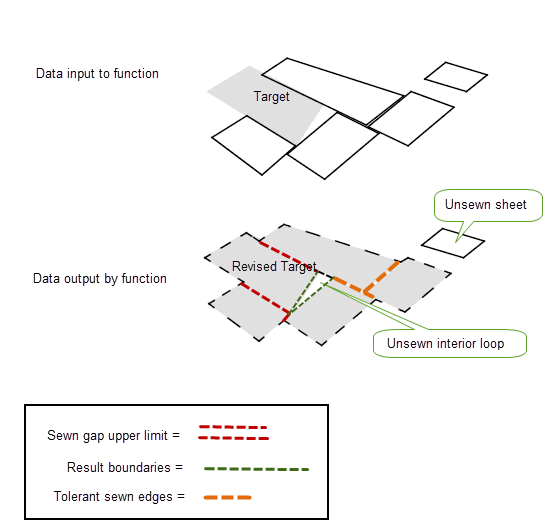 Data input to function
Target
Unsewn sheet
Revised Target
Data output by function
Unsewn interior loop
Sewn gap upper limit =
Result boundaries =
Tolerant sewn edges =